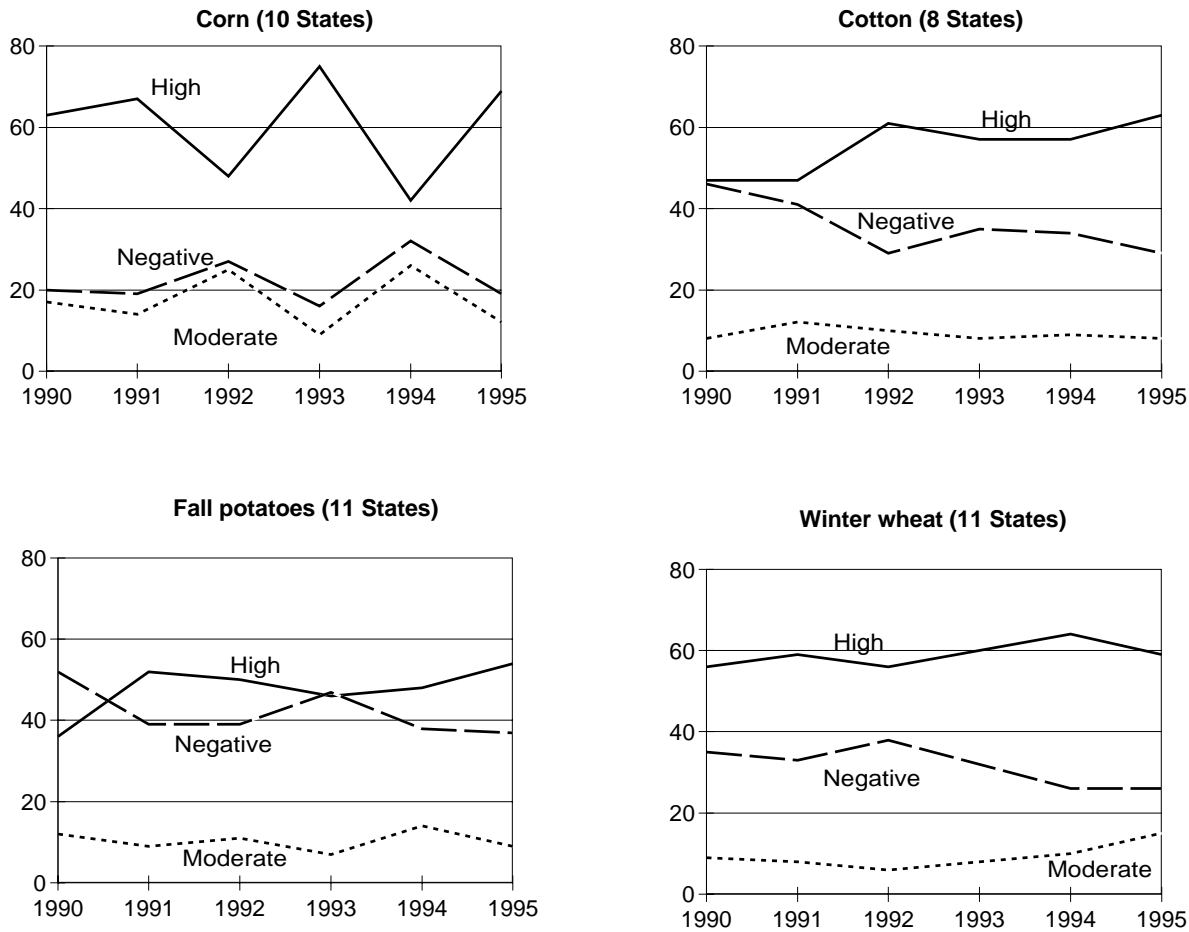 Corn (10 States)
80
60
40
20
0
High
Negative
Moderate
1990 1991 1992 1993 1994 1995
Cotton (8 States)
80
60
40
20
0
High
Negative
Moderate
1990 1991 1992 1993 1994 1995
Fall potatoes (11 States)
80
60
40
20
0
High
Negative
Moderate
1990 1991 1992 1993 1994 1995
Winter wheat (11 States)
80
60
40
20
0
High
Negative
Moderate
1990 1991 1992 1993 1994 1995